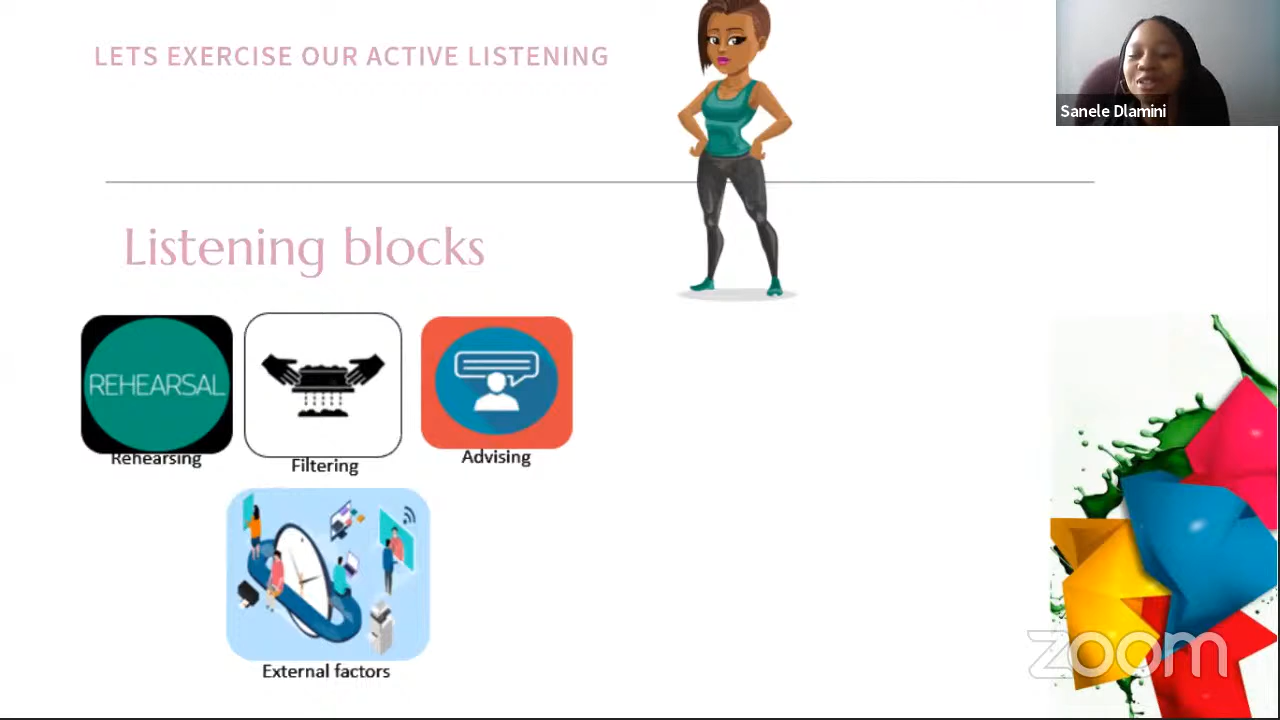 LETS EXERCISE OUR ACTIVE LISTENING
Sanele Dlamini
Listening blocks
REHEARSAL
Rehearsing
Filtering
Advising
External factors
zoom